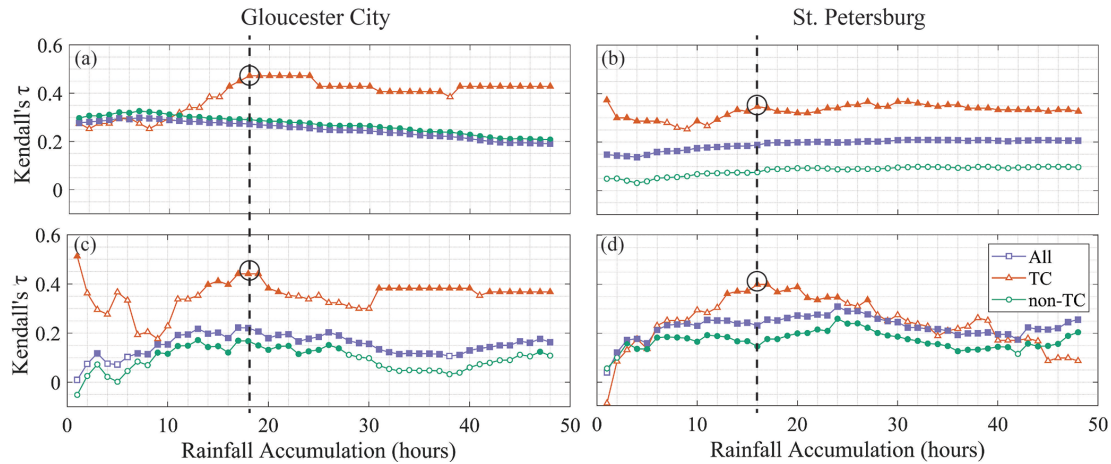 Gloucester City
St. Petersburg
(a)
(b)
0.6
0.4
0.2
0
Kendall's τ
(c)
(d)
0.6
0.4
0.2
0
Kendall's τ
All
TC
non-TC
0 10 20 30 40 50
0 10 20 30 40 50
Rainfall Accumulation (hours)
Rainfall Accumulation (hours)